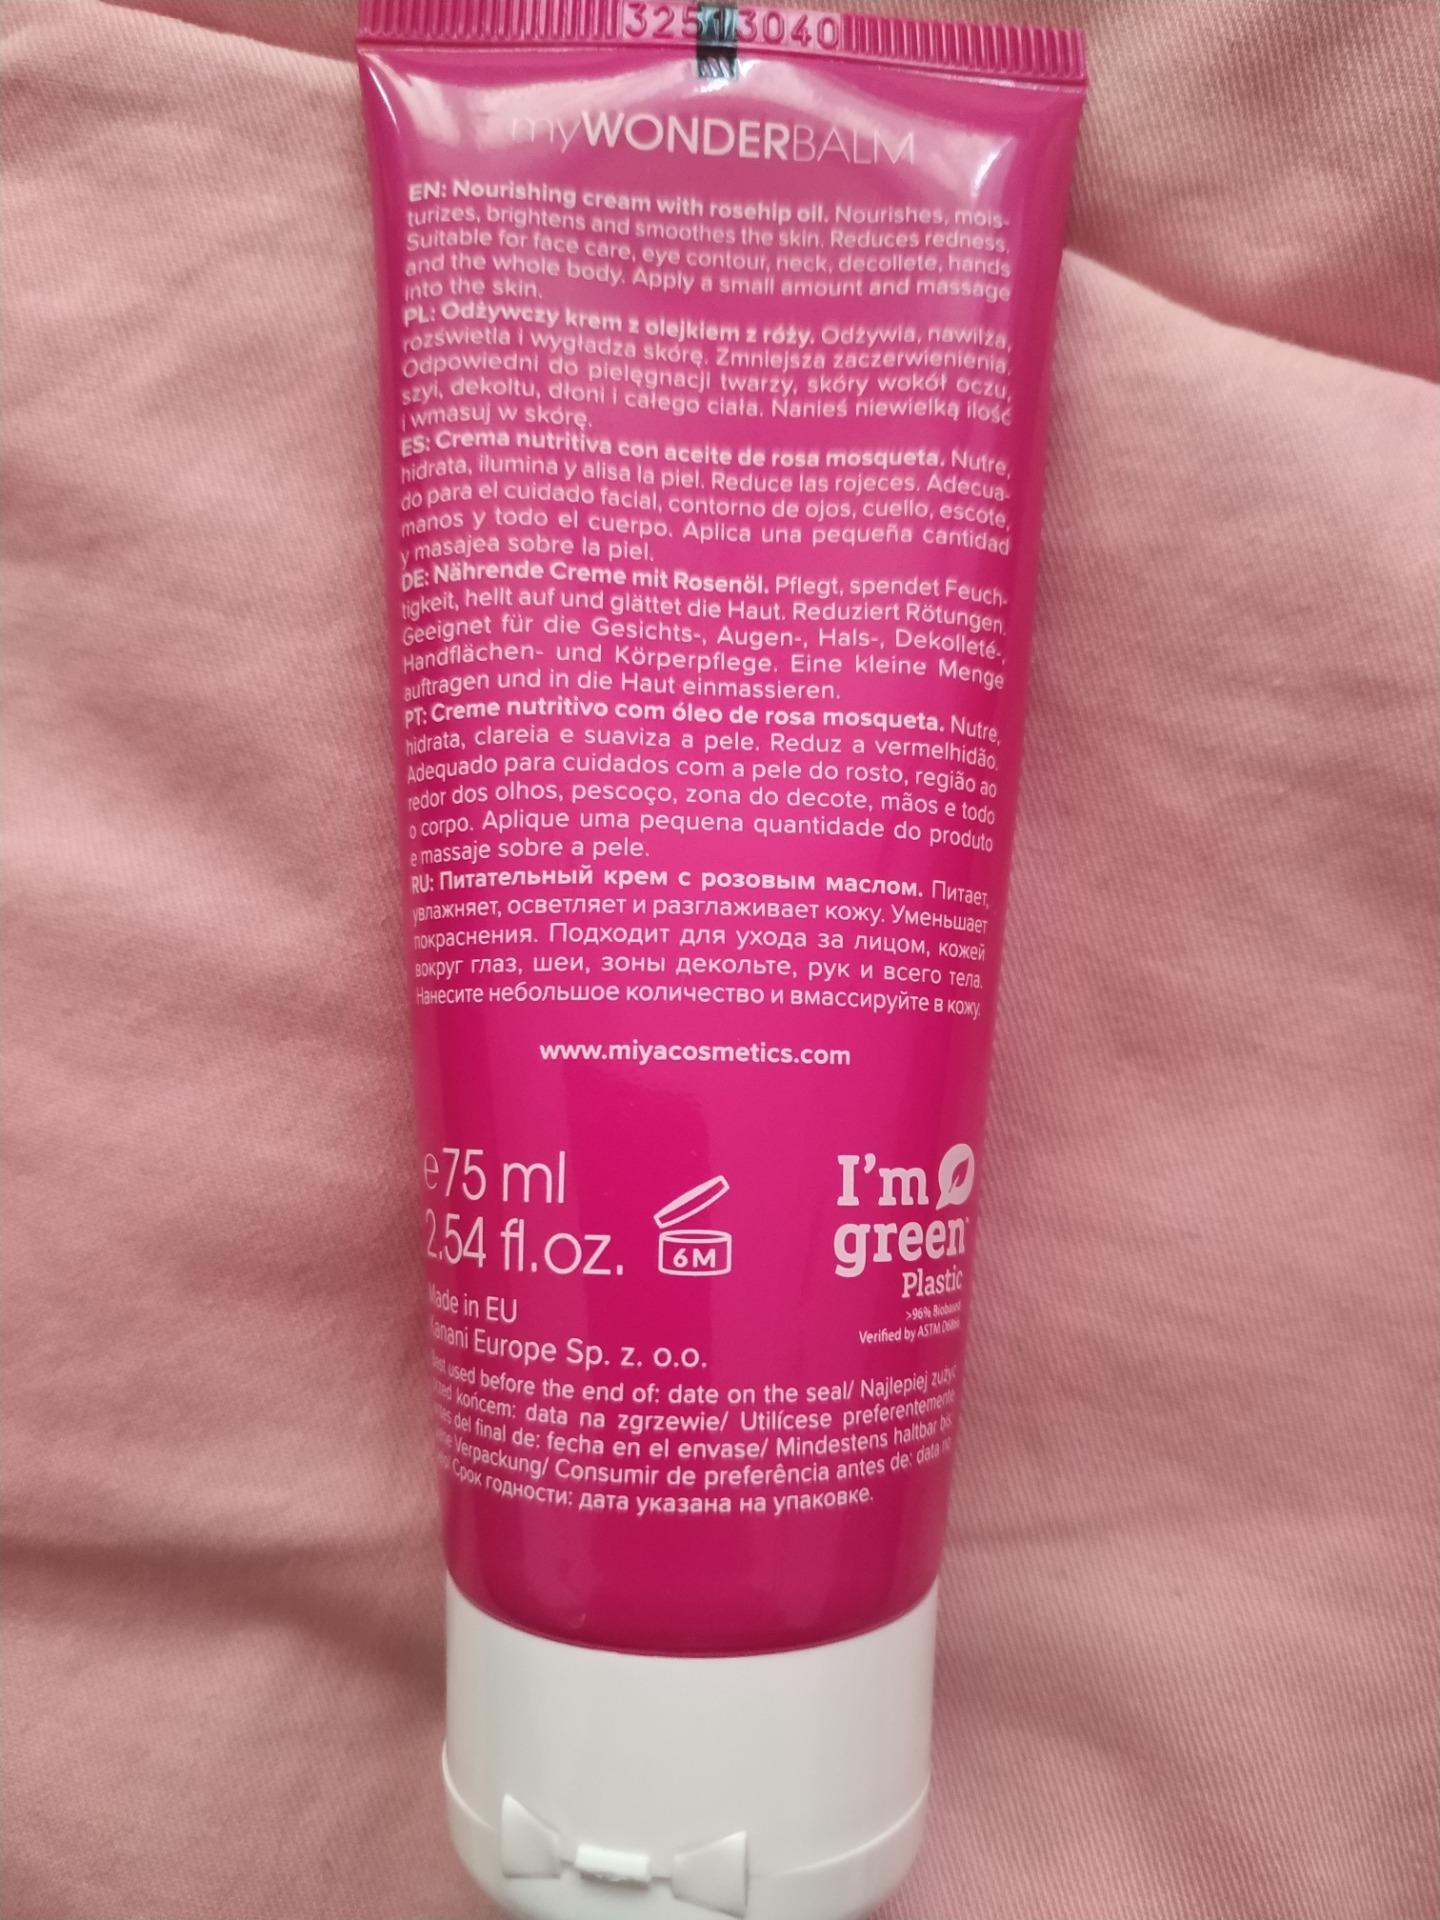 32513040
myWONDERBALM
EN: Nourishing cream with rosehip oil. Nourishes, mois-
turizes, brightens and smoothes the skin. Reduces redness.
Suitable for face care, eye contour, neck, decollete, hands
and the whole body. Apply a small amount and massage
into the skin.
PL: Odżywczy krem z olejkiem z róży. Odżywia, nawilża,
rozświetla i wygładza skórę. Zmniejsza zaczerwienienia.
Odpowiedni do pielęgnacji twarzy, skóry wokół oczu,
szyi, dekoltu, dłoni i całego ciała. Nanieś niewielką ilość
i wmasuj w skórę.
ES: Crema nutritiva con aceite de rosa mosqueta. Nutre,
hidrata, ilumina y alisa la piel. Reduce las rojeces. Adecua-
do para el cuidado facial, contorno de ojos, cuello, escote,
manos y todo el cuerpo. Aplica una pequeña cantidad
y masajea sobre la piel.
DE: Nährende Creme mit Rosenöl. Pflegt, spendet Feuch-
tigkeit, hellt auf und glättet die Haut. Reduziert Rötungen.
Geeignet für die Gesichts-, Augen-, Hals-, Dekolleté-,
Handflächen- und Körperpflege. Eine kleine Menge
auftragen und in die Haut einmassieren.
PT: Creme nutritivo com óleo de rosa mosqueta. Nutre,
hidrata, clareia e suaviza a pele. Reduz a vermelhidão.
Adequado para cuidados com a pele do rosto, região ao
redor dos olhos, pescoço, zona do decote, mãos e todo
o corpo. Aplique uma pequena quantidade do produto
e massaje sobre a pele.
RU: Питательный крем с розовым маслом. Питает,
увлажняет, осветляет и разглаживает кожу. Уменьшает
покраснения. Подходит для ухода за лицом, кожей
вокруг глаз, шеи, зоны декольте, рук и всего тела.
Нанесите небольшое количество и вмассируйте в кожу.
www.miyacosmetics.com
e75 ml
2.54 fl.oz.
6M
I'm
green™
Plastic
>96% Biobased
Verified by ASTM
Made in EU
Kanani Europe Sp. z. o.o.
Best used before the end of: date on the seal/ Najlepiej zużyć
przed końcem: data na zgrzewie/ Utilícese preferentemente
antes del final de: fecha en el envase/ Mindestens haltbar bis:
Verpackung/ Consumir de preferência antes de: data no
Срок годности: дата указана на упаковке.